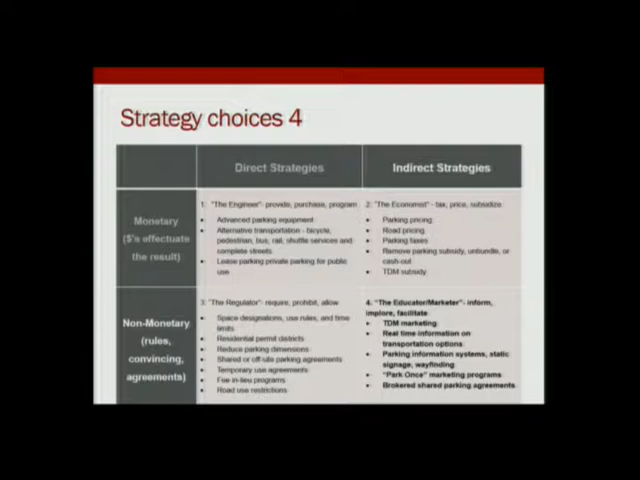 Strategy choices 4
Direct Strategies
Indirect Strategies
Monetary
($'s effectuate
the result)
1. "The Engineer"- provide, purchase, program
• Advanced parking equipment
• Alternative transportation - bicycle,
pedestrian, bus, rail, shuttle services and
complete streets
• Lease parking private parking for public
use
2. "The Economist" - tax, price, subsidize
• Parking pricing
• Road pricing
• Parking taxes
• Remove parking subsidy, unbundle, or
cash-out
• TDM subsidy
Non-Monetary
(rules,
convincing,
agreements)
3. "The Regulator"- require, prohibit, allow
• Space designations, use rules, and time
limits
• Residential permit districts
• Reduce parking dimensions
• Shared or off-site parking agreements
• Temporary use agreements
• Fee in-lieu programs
• Road use restrictions
4. "The Educator/Marketer"- inform,
implore, facilitate
• TDM marketing
• Real time information on
transportation options
• Parking information systems, static
signage, wayfinding
• "Park Once" marketing programs
• Brokered shared parking agreements